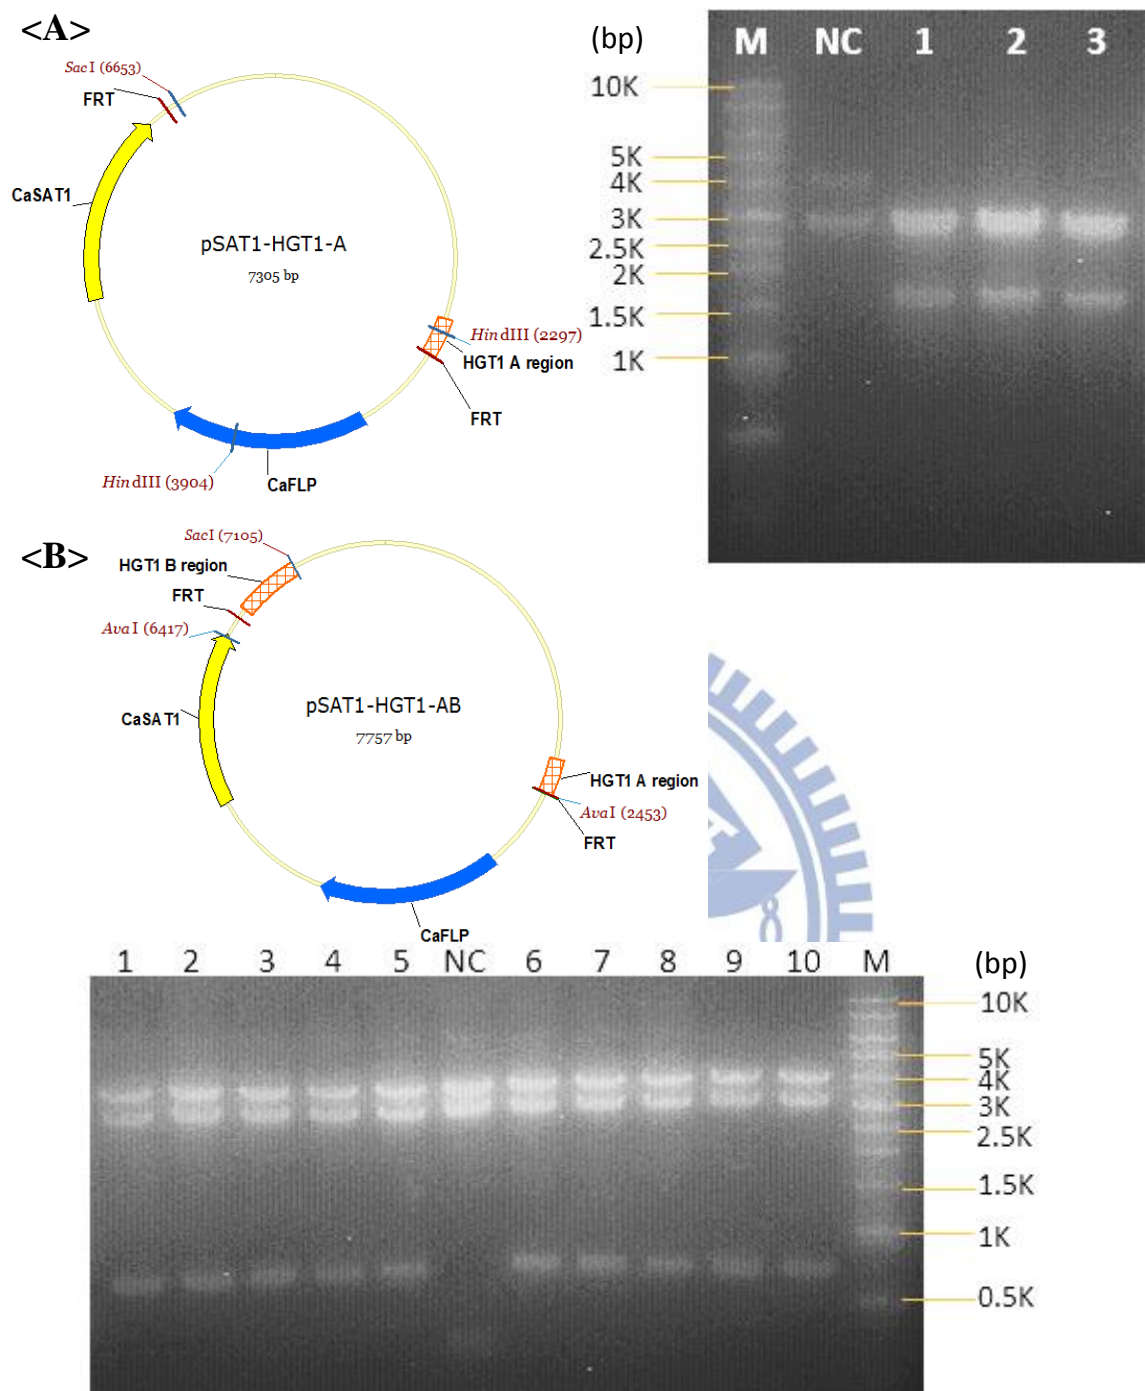 <A>
SacI (6653)
FRT
CaSAT1
pSAT1-HGT1-A
7305 bp
HindIII (2297)
HGT1 A region
FRT
HindIII (3904)
CaFLP
(bp)
M NC 1 2 3
10K
5K
4K
3K
2.5K
2K
1.5K
1K
<B>
SacI (7105)
HGT1 B region
FRT
AvaI (6417)
CaSAT1
pSAT1-HGT1-AB
7757 bp
HGT1 A region
AvaI (2453)
FRT
CaFLP
1 2 3 4 5 NC 6 7 8 9 10 M (bp)
10K
5K
4K
3K
2.5K
1.5K
1K
0.5K